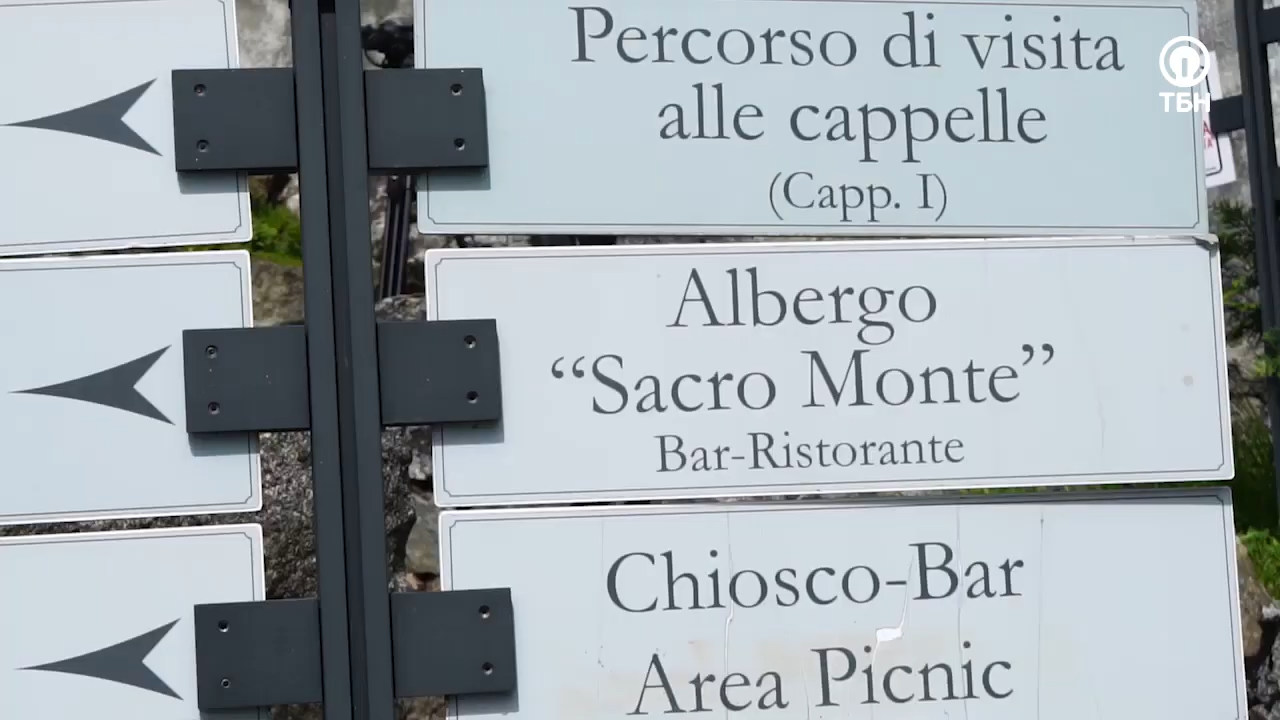 Percorso di visita
alle cappelle
(Capp. I)
ТБН
Albergo
“Sacro Monte”
Bar-Ristorante
Chiosco-Bar
Area Picnic